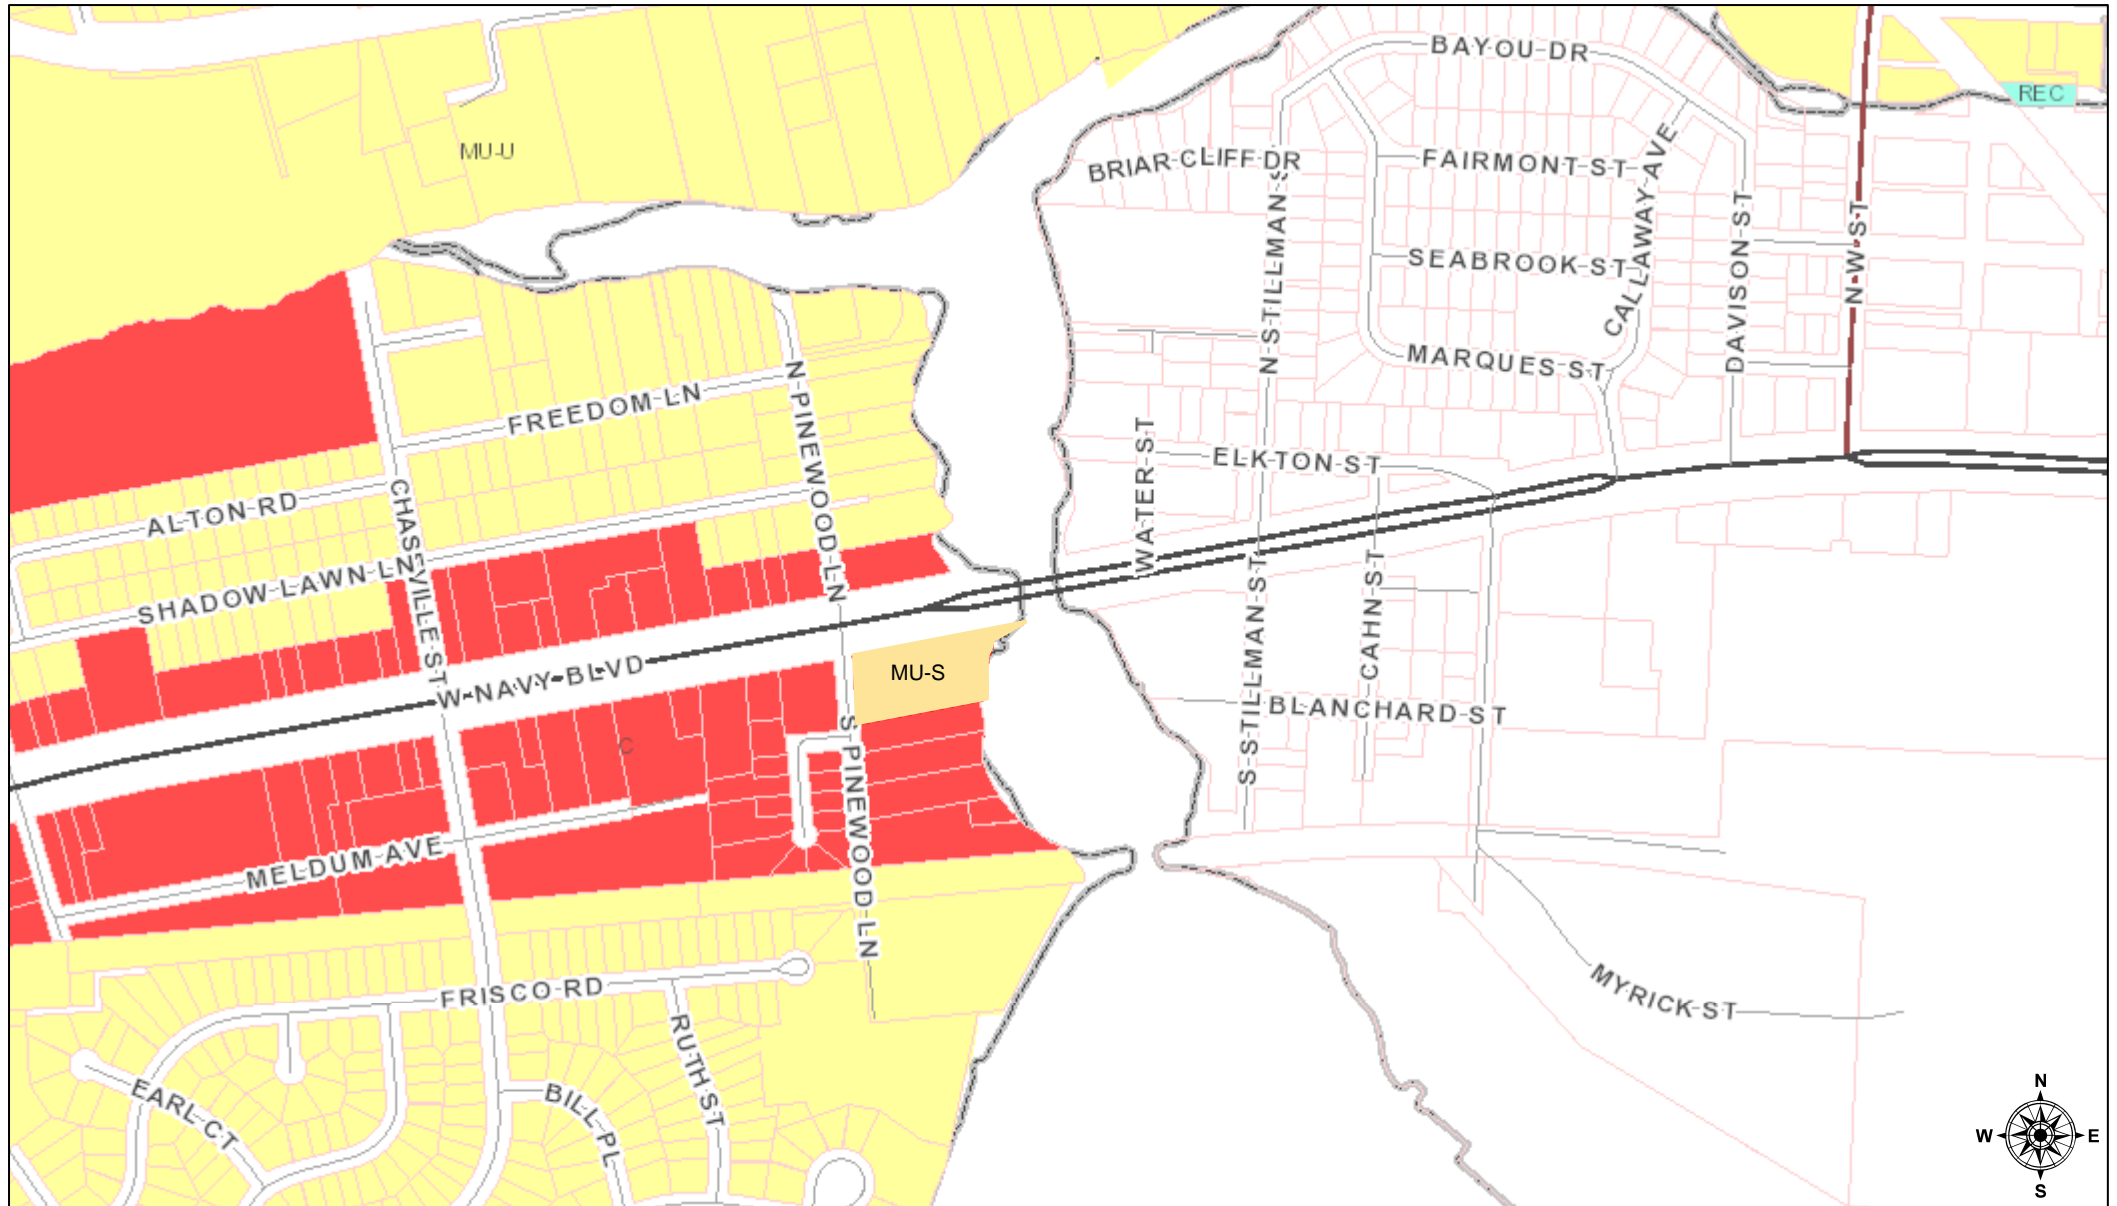 BAYOU DR
REC
MU-U
BRIAR CLIFF DR
FAIRMONT ST
CALLAWAY AVE
N STILLMAN S
DAVISON ST
N W ST
SEABROOK ST
MARQUES ST
N PINEWOOD LN
FREEDOM LN
WATER ST
ELKTON ST
ALTON RD
CHASEVILLE ST
SHADOW LAWN LN
W NAVY BLVD
MU-S
S STILLMAN ST
CAHN ST
BLANCHARD ST
C
S PINEWOOD LN
MELDUM AVE
FRISCO RD
MYRICK ST
RUTH ST
EARL CT
BILL PL
N
W
E
S